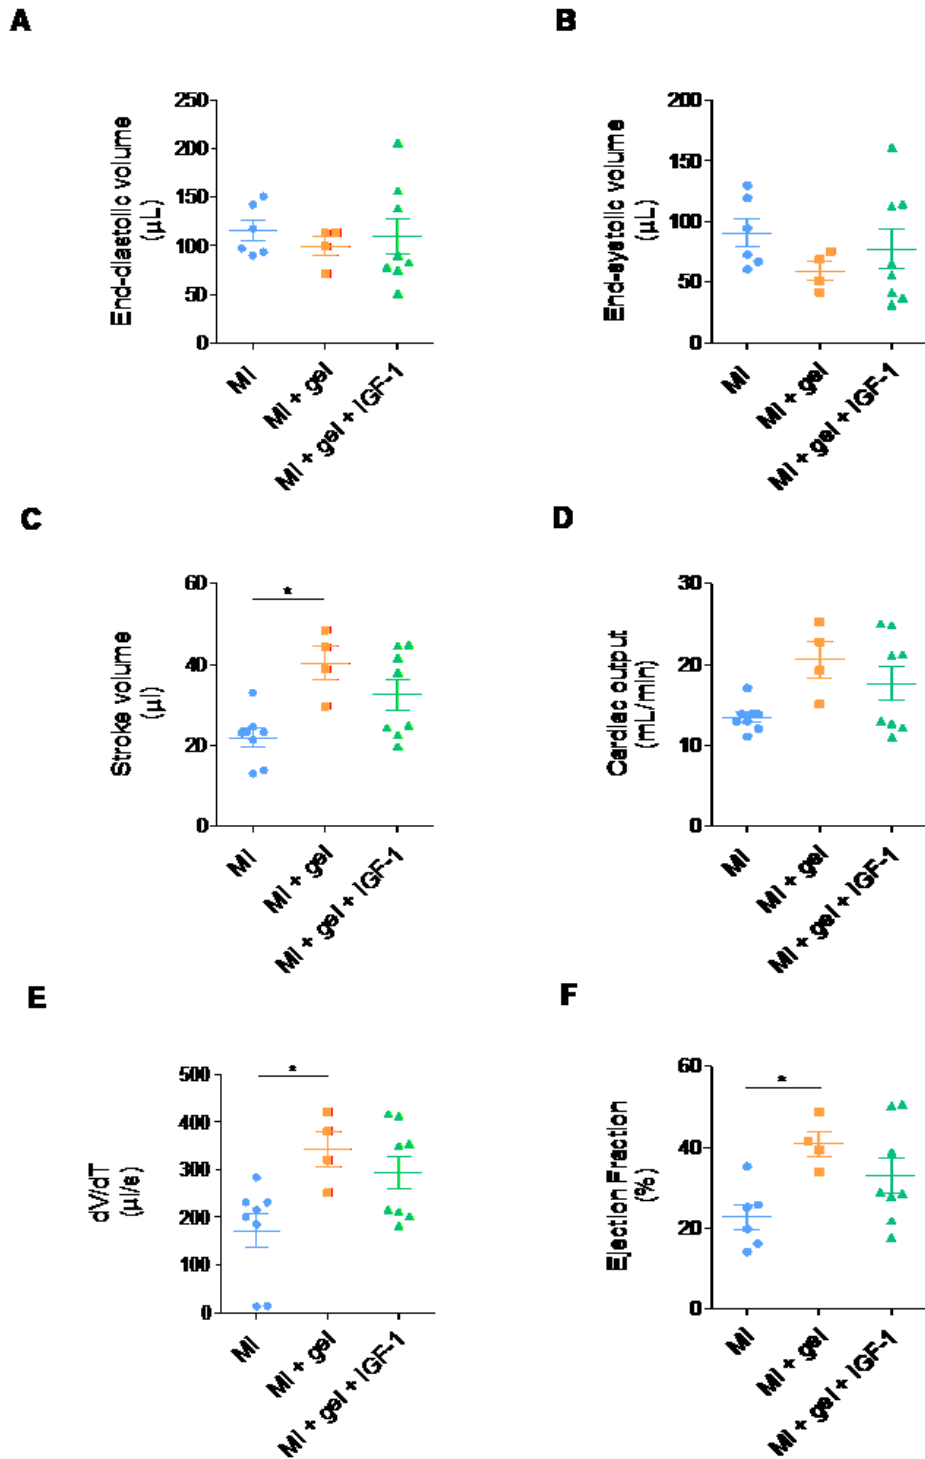 A
B
End-diastolic volume
(µL)
250
200
150
100
50
0
MI
MI + gel
MI + gel + IGF-1
End-systolic volume
(µL)
200
150
100
50
0
MI
MI + gel
MI + gel + IGF-1
C
D
Stroke volume
(µl)
60
40
20
0
*
MI
MI + gel
MI + gel + IGF-1
Cardiac output
(mL/min)
30
20
10
0
MI
MI + gel
MI + gel + IGF-1
E
F
dV/dT
(µl/s)
500
400
300
200
100
0
*
MI
MI + gel
MI + gel + IGF-1
Ejection Fraction
(%)
60
40
20
0
*
MI
MI + gel
MI + gel + IGF-1